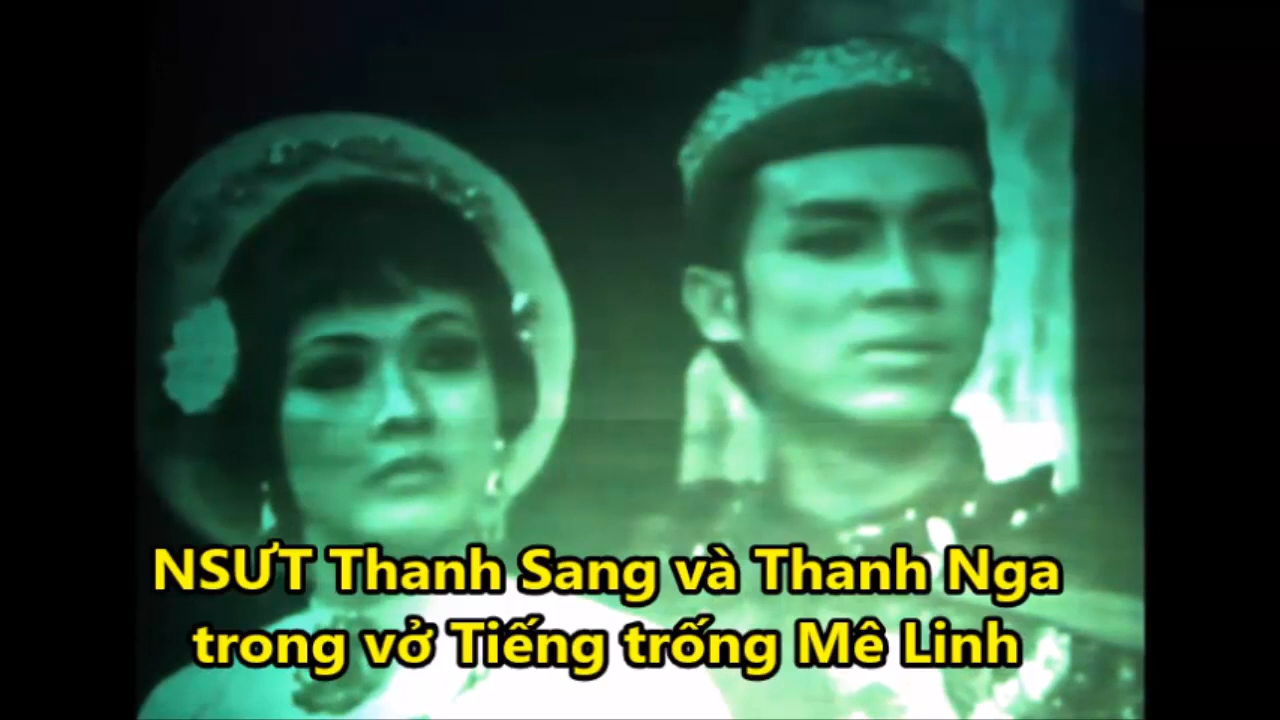 NSƯT Thanh Sang và Thanh Nga
trong vở Tiếng trống Mê Linh